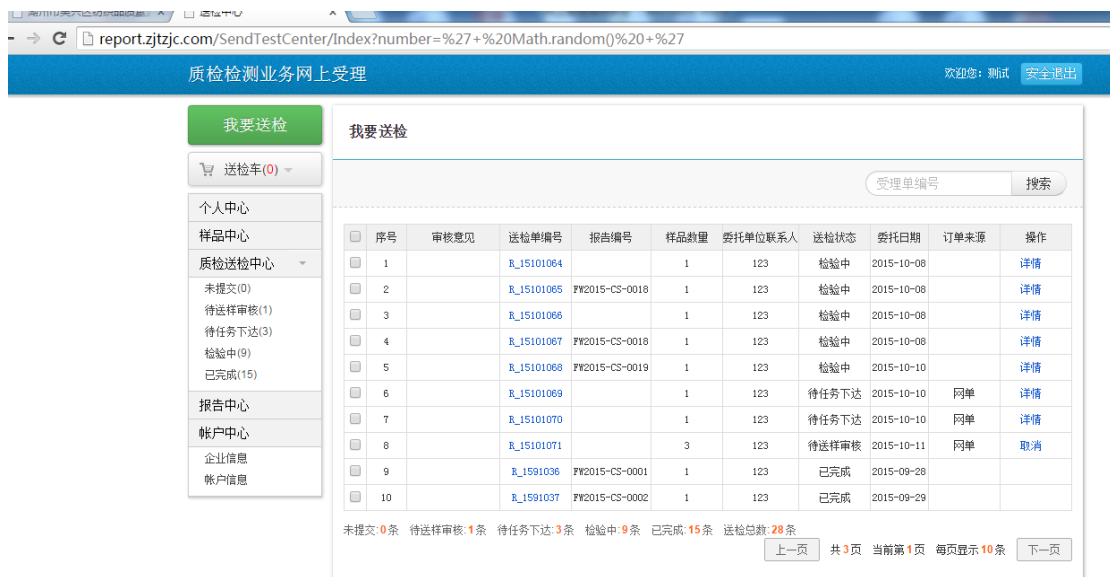 送检中心
report.zjtzjc.com/SendTestCenter/Index?number=%27+%20Math.random()%20+%27
质检检测业务网上受理
欢迎您：测试 安全退出
我要送检
送检车(0)
个人中心
样品中心
质检送检中心
未提交(0)
待送样审核(1)
待任务下达(3)
检验中(9)
已完成(15)
报告中心
帐户中心
企业信息
帐户信息
我要送检
受理单编号 搜索
序号 审核意见 送检单编号 报告编号 样品数量 委托单位联系人 送检状态 委托日期 订单来源 操作
1 R_15101064 1 123 检验中 2015-10-08 详情
2 R_15101065 FW2015-CS-0018 1 123 检验中 2015-10-08 详情
3 R_15101066 1 123 检验中 2015-10-08 详情
4 R_15101067 FW2015-CS-0018 1 123 检验中 2015-10-08 详情
5 R_15101068 FW2015-CS-0019 1 123 检验中 2015-10-10 详情
6 R_15101069 1 123 待任务下达 2015-10-10 网单 详情
7 R_15101070 1 123 待任务下达 2015-10-10 网单 详情
8 R_15101071 3 123 待送样审核 2015-10-11 网单 取消
9 R_1591036 FW2015-CS-0001 1 123 已完成 2015-09-28
10 R_1591037 FW2015-CS-0002 1 123 已完成 2015-09-29
未提交:0条 待送样审核:1条 待任务下达:3条 检验中:9条 已完成:15条 送检总数:28条
上一页 共3页 当前第1页 每页显示10条 下一页